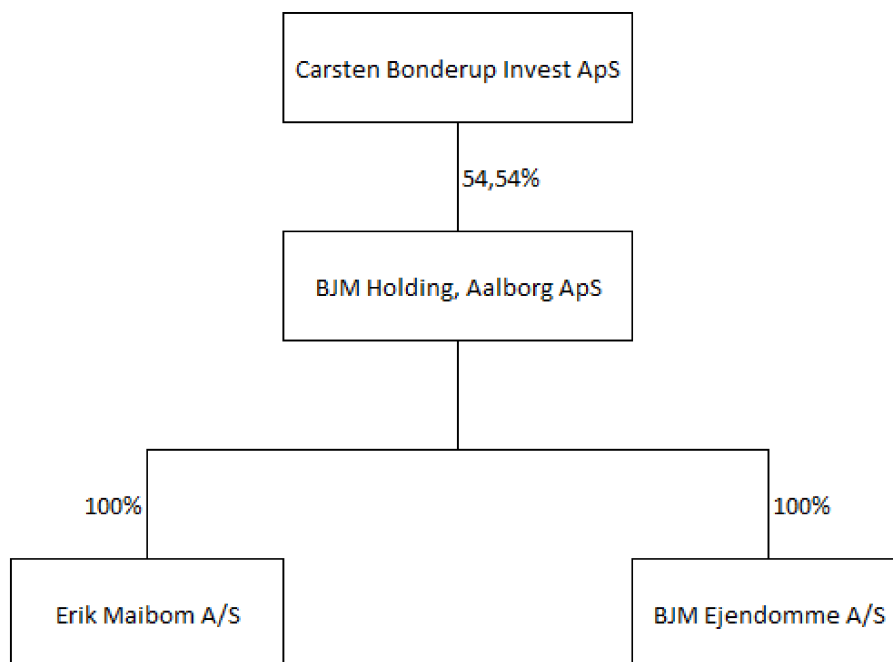 Carsten Bonderup Invest ApS
54,54%
BJM Holding, Aalborg ApS
100%
100%
Erik Maibom A/S
BJM Ejendomme A/S